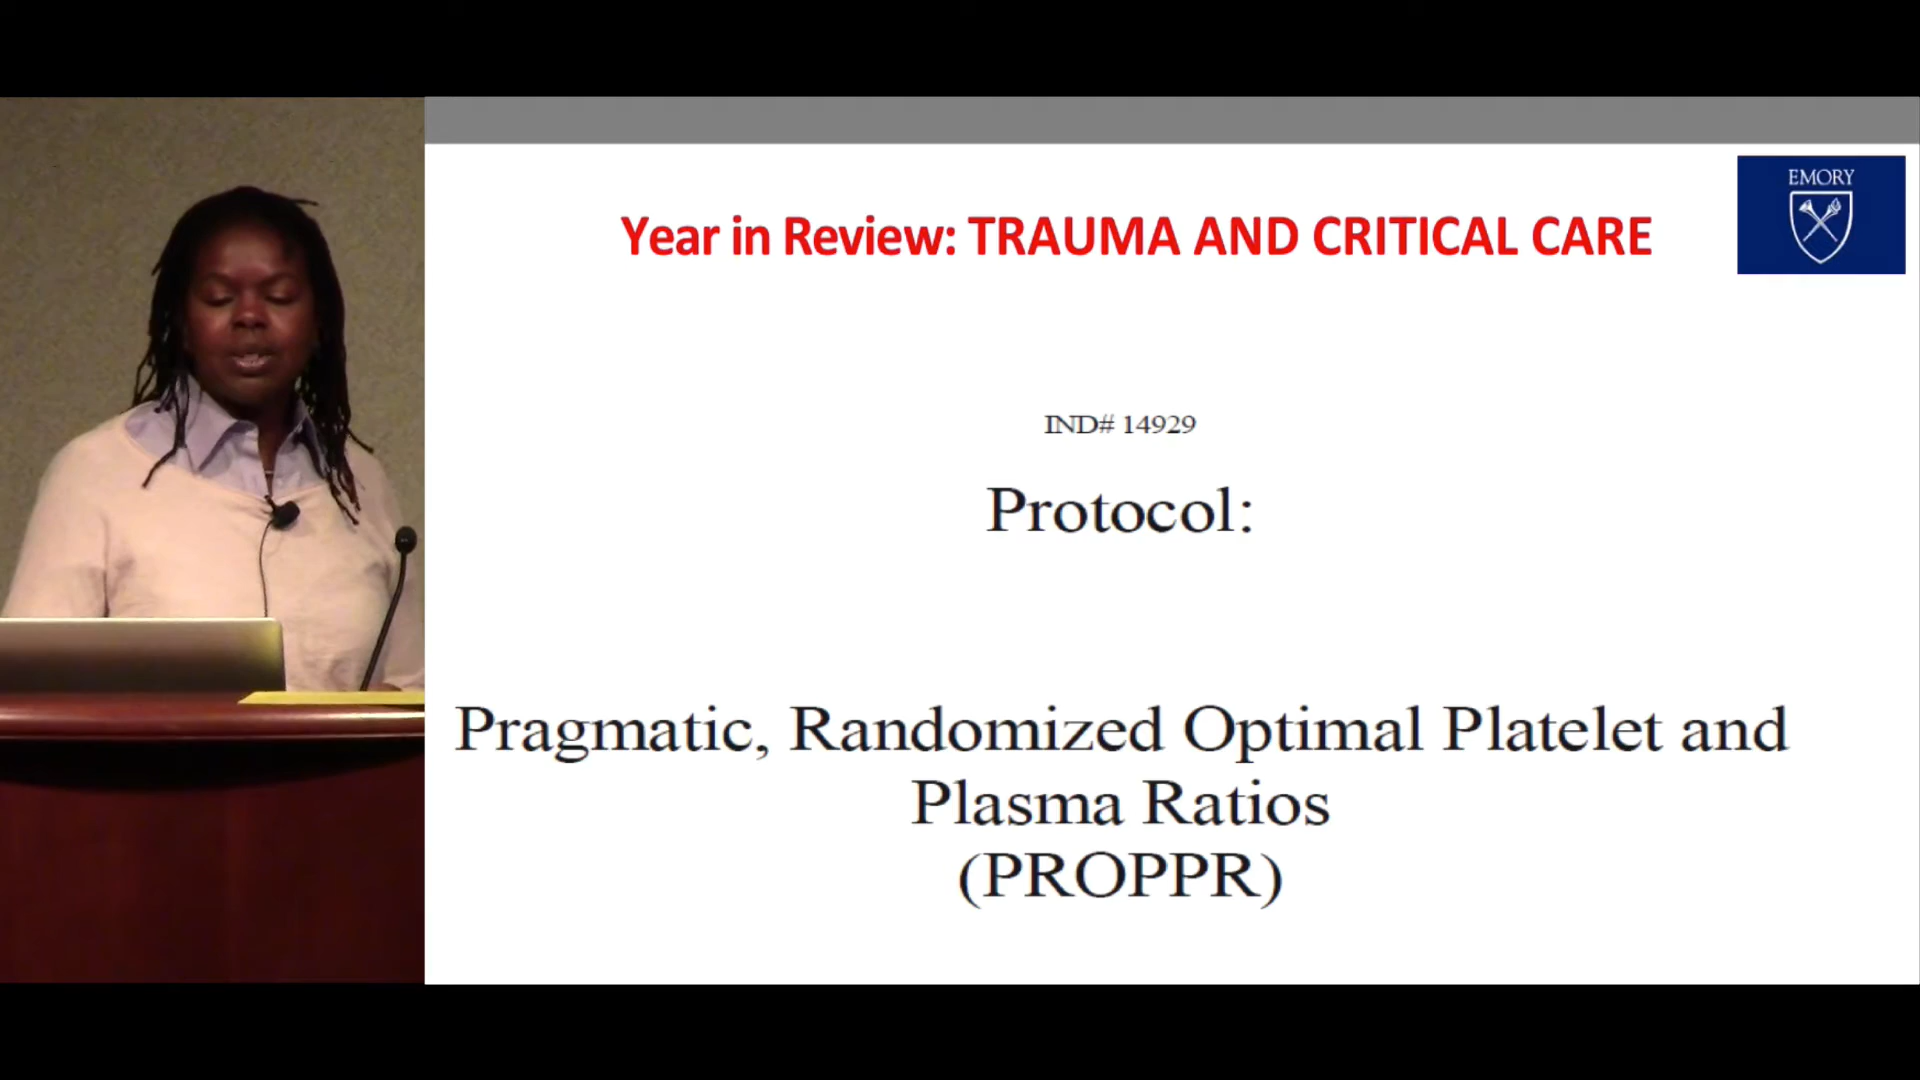 EMORY
Year in Review: TRAUMA AND CRITICAL CARE
IND# 14929
Protocol:
Pragmatic, Randomized Optimal Platelet and
Plasma Ratios
(PROPPR)